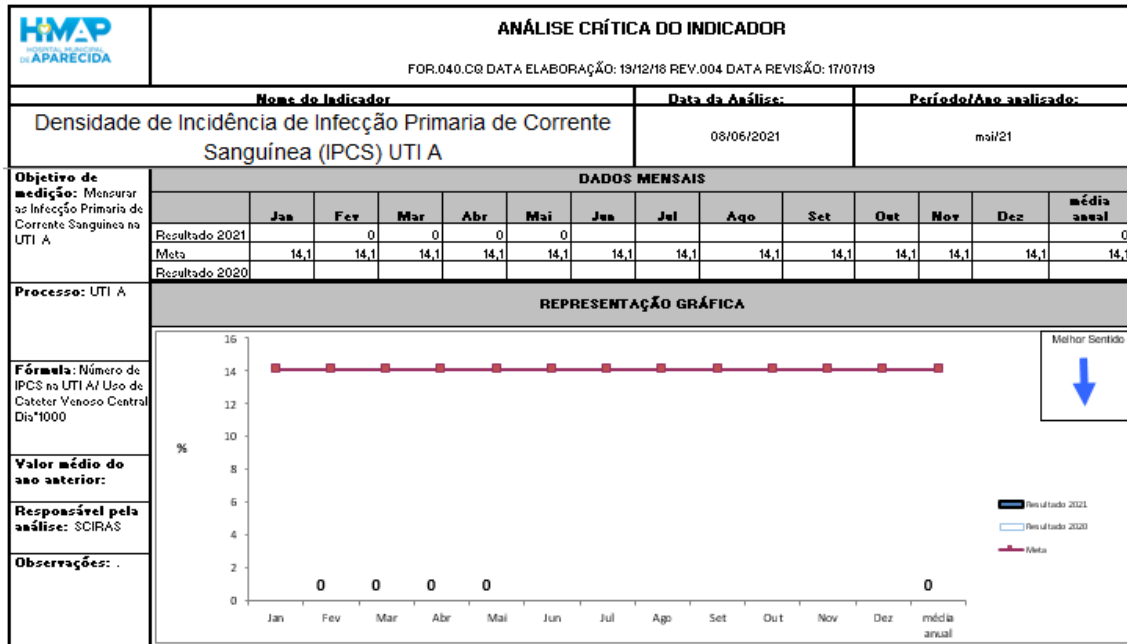 HMAP
HOSPITAL MUNICIPAL
DE APARECIDA
ANÁLISE CRÍTICA DO INDICADOR
FOR.040.CQ DATA ELABORAÇÃO: 19/12/18 REV.004 DATA REVISÃO: 17/07/19
Nome do Indicador
Data da Análise:
Período/Ano analisado:
Densidade de Incidência de Infecção Primaria de Corrente
Sanguínea (IPCS) UTI A
08/06/2021
mai/21
Objetivo de
medição: Mensurar
as Infecção Primaria de
Corrente Sanguinea na
UTI A
DADOS MENSAIS
Jan Fev Mar Abr Mai Jun Jul Ago Set Out Nov Dez média anual
Resultado 2021 0 0 0 0 0
Meta 14,1 14,1 14,1 14,1 14,1 14,1 14,1 14,1 14,1 14,1 14,1 14,1 14,1
Resultado 2020
Processo: UTI A
REPRESENTAÇÃO GRÁFICA
Fórmula: Número de
IPCS na UTI A/ Uso de
Cateter Venoso Central
Dia*1000
Valor médio do
ano anterior:
Responsável pela
análise: SCIRAS
Observações: .
Melhor Sentido
%
16
14
12
10
8
6
4
2
0
0 0 0 0 0
Jan Fev Mar Abr Mai Jun Jul Ago Set Out Nov Dez média
anual
Resultado 2021
Resultado 2020
Meta